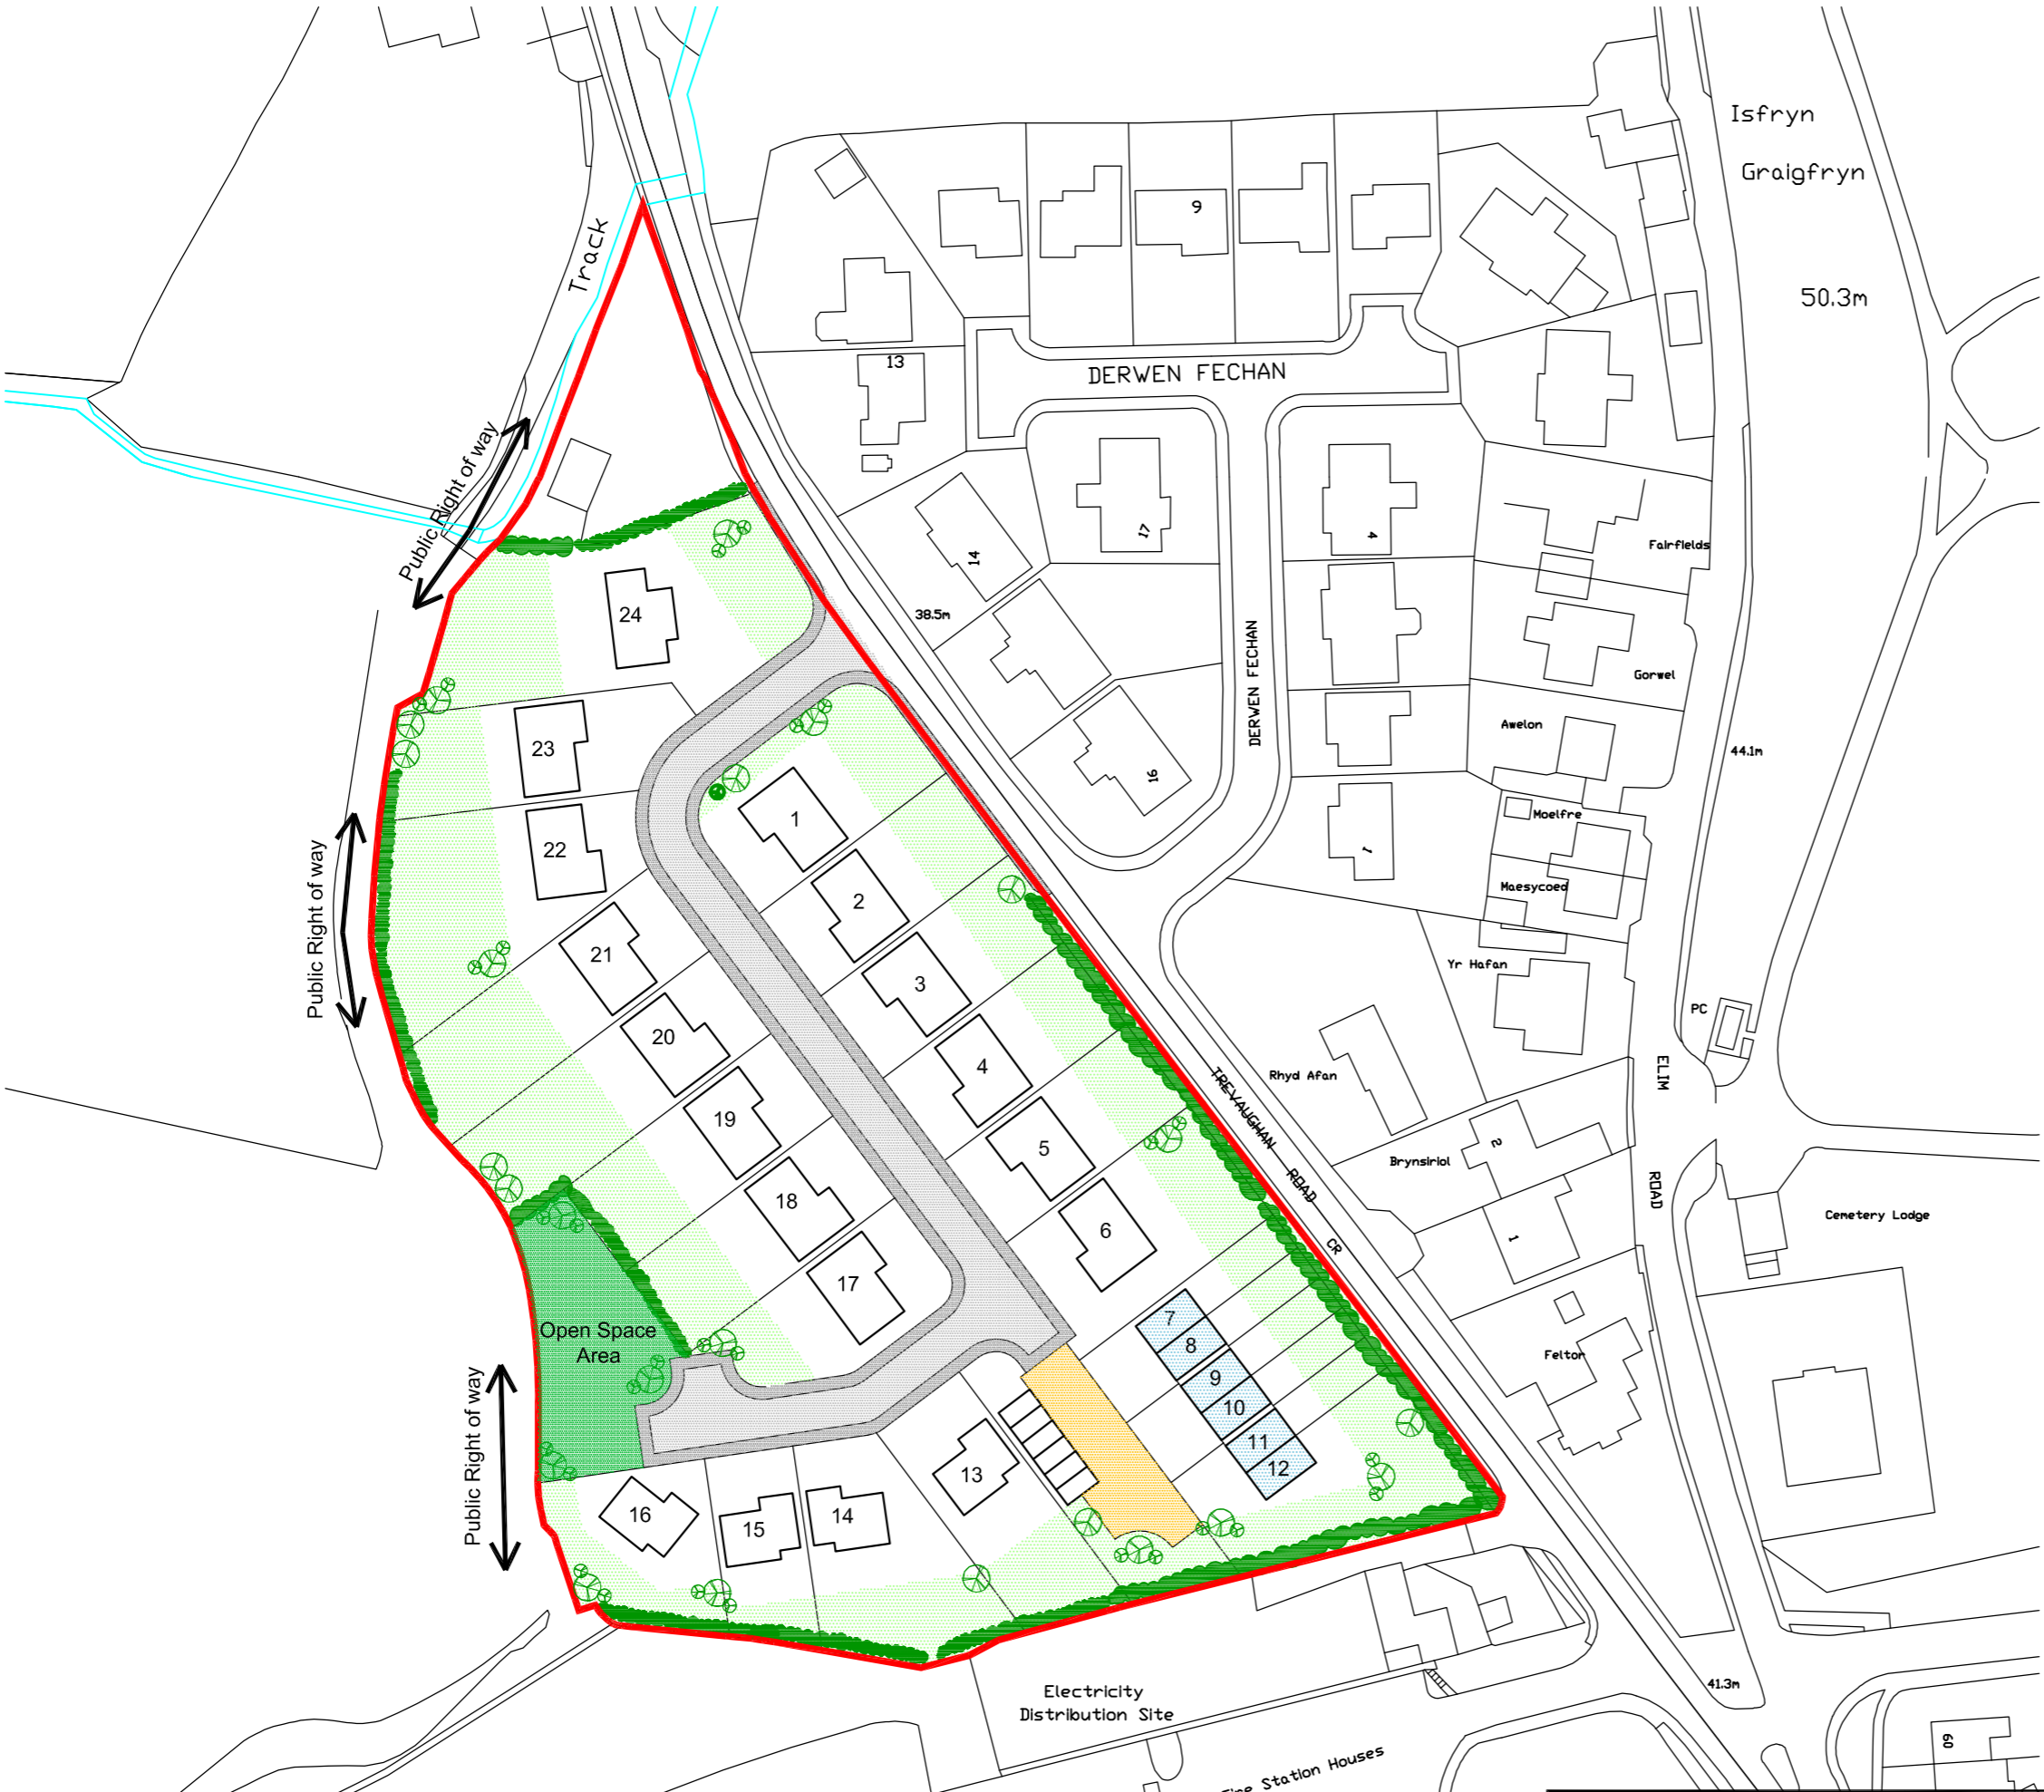 Isfryn
Graigfryn
50.3m
9
Track
13
DERWEN FECHAN
Public Right of way
14
17
4
Fairfields
38.5m
24
DERWEN FECHAN
Gorwel
Awelon
44.1m
23
16
1
Moelfre
1
22
Maesycoed
2
Public Right of way
21
3
Yr Hafan
PC
20
4
Rhyd Afan
TREVAUGHAN ROAD
ELIM ROAD
19
5
2
Brynsiriol
18
6
1
CR
Cemetery Lodge
17
7
Open Space
Area
8
Felton
9
10
Public Right of way
11
12
13
16
15
14
Electricity
Distribution Site
41.3m
Station Houses
60